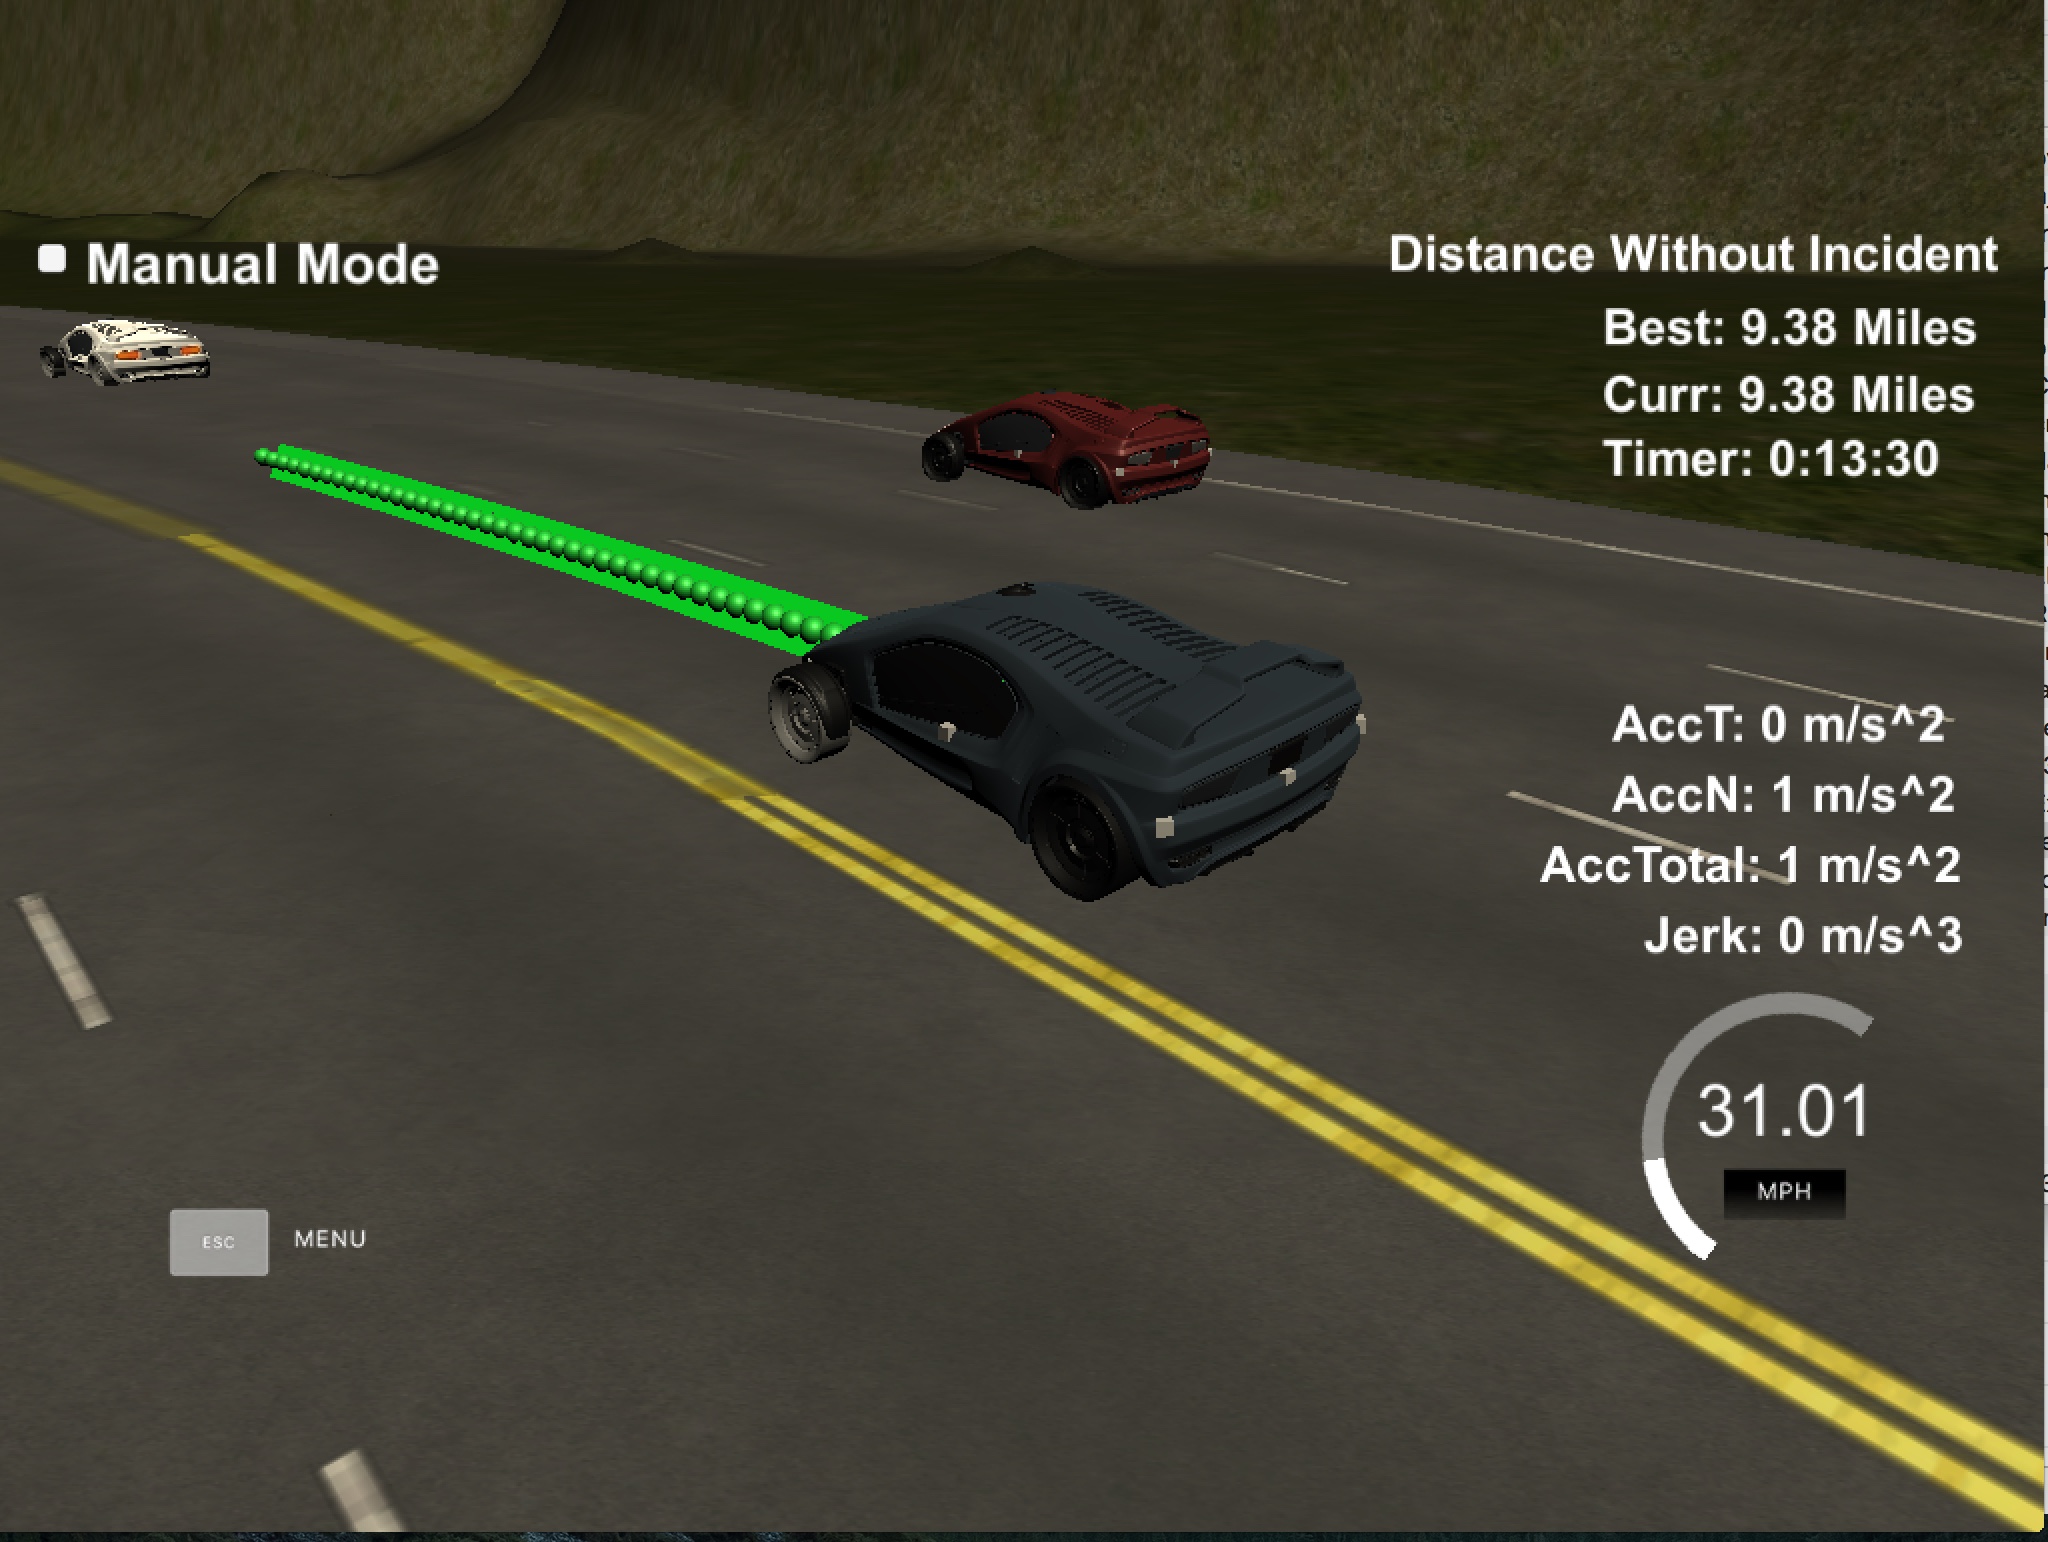 Manual Mode
Distance Without Incident
Best: 9.38 Miles
Curr: 9.38 Miles
Timer: 0:13:30
AccT: 0 m/s^2
AccN: 1 m/s^2
AccTotal: 1 m/s^2
Jerk: 0 m/s^3
31.01
MPH
ESC MENU